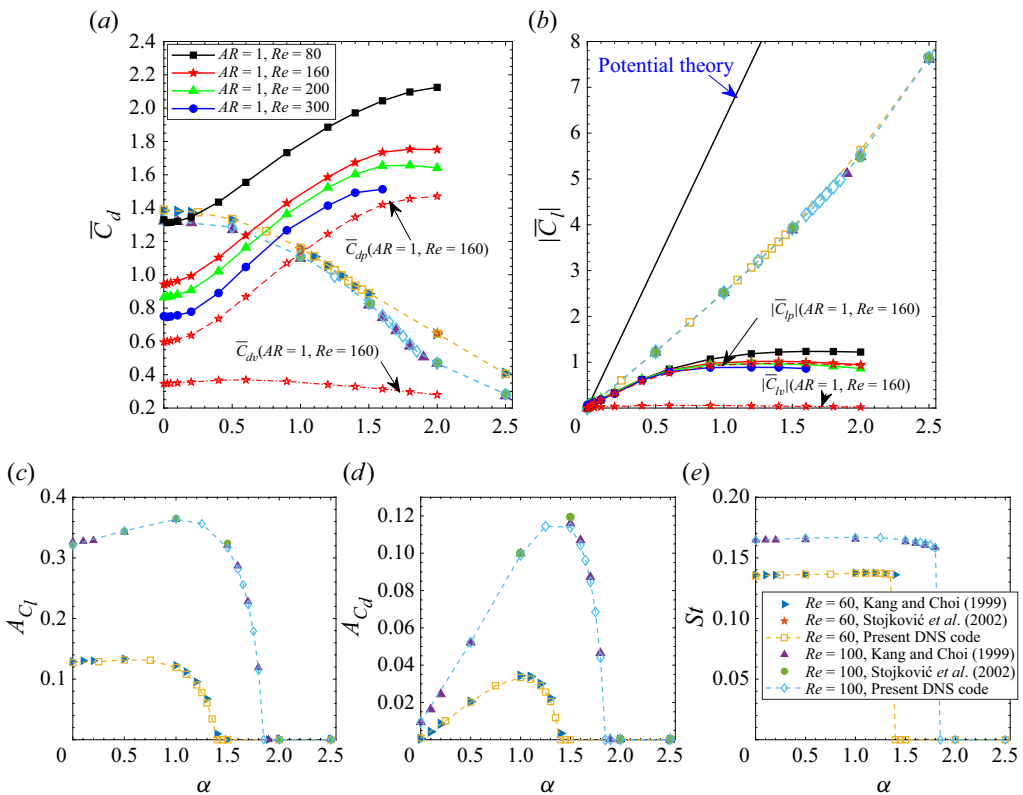 (a)
2.4
2.2
2.0
1.8
1.6
1.4
1.2
1.0
0.8
0.6
0.4
0.2
C̅d
AR = 1, Re = 80
AR = 1, Re = 160
AR = 1, Re = 200
AR = 1, Re = 300
C̅dp(AR = 1, Re = 160)
C̅dv(AR = 1, Re = 160)
0 0.5 1.0 1.5 2.0 2.5
(b)
8
7
6
5
4
3
2
1
|C̅l|
Potential theory
|C̅lp|(AR = 1, Re = 160)
|C̅lv|(AR = 1, Re = 160)
0 0.5 1.0 1.5 2.0 2.5
(c)
0.4
0.3
0.2
0.1
0
ACl
0.5 1.0 1.5 2.0 2.5
α
(d)
0.12
0.10
0.08
0.06
0.04
0.02
ACd
0 0.5 1.0 1.5 2.0 2.5
α
(e)
0.20
0.15
0.10
0.05
St
Re = 60, Kang and Choi (1999)
Re = 60, Stojković et al. (2002)
Re = 60, Present DNS code
Re = 100, Kang and Choi (1999)
Re = 100, Stojković et al. (2002)
Re = 100, Present DNS code
0 0.5 1.0 1.5 2.0 2.5
α